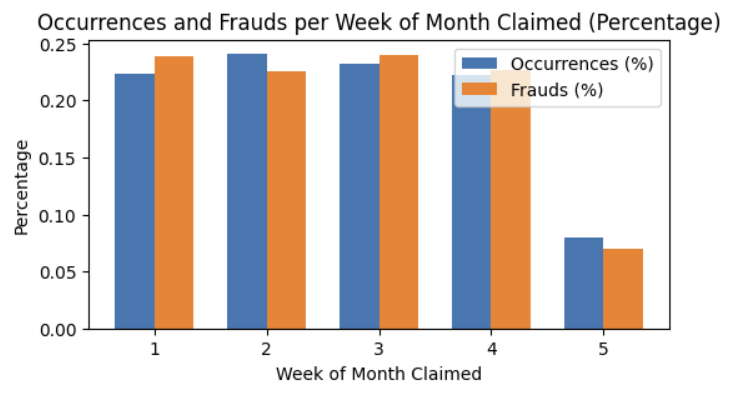 Occurrences and Frauds per Week of Month Claimed (Percentage)
0.25
0.20
0.15
0.10
0.05
0.00
Percentage
Occurrences (%)
Frauds (%)
1 2 3 4 5
Week of Month Claimed